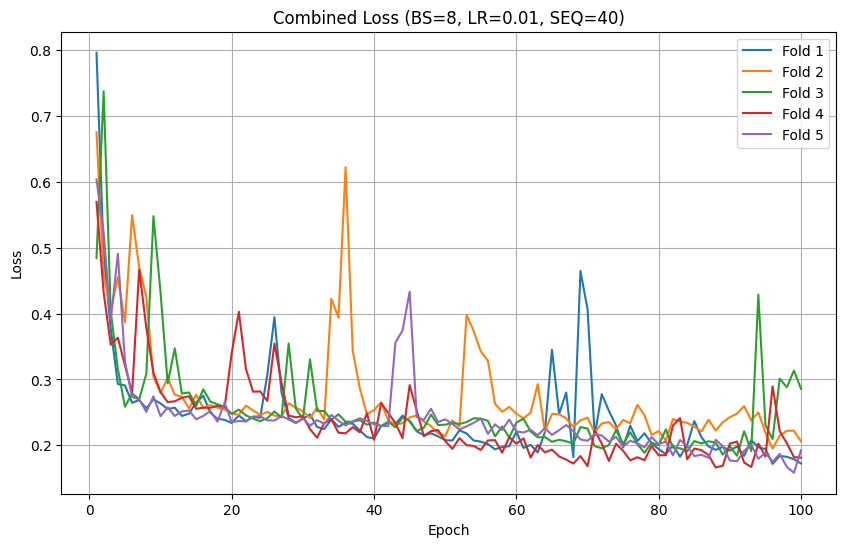 Combined Loss (BS=8, LR=0.01, SEQ=40)
Loss
0.8
0.7
0.6
0.5
0.4
0.3
0.2
Fold 1
Fold 2
Fold 3
Fold 4
Fold 5
0 20 40 60 80 100
Epoch